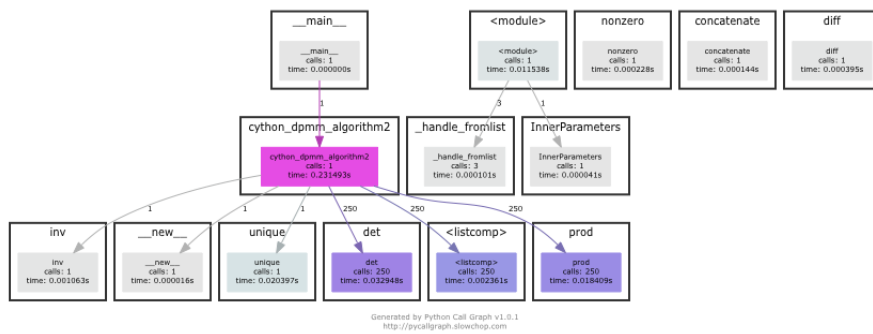 __main__
__main__
calls: 1
time: 0.000000s
<module>
<module>
calls: 1
time: 0.011538s
nonzero
nonzero
calls: 1
time: 0.000228s
concatenate
concatenate
calls: 1
time: 0.000144s
diff
diff
calls: 1
time: 0.000395s
1
3
1
cython_dpmm_algorithm2
cython_dpmm_algorithm2
calls: 1
time: 0.231493s
_handle_fromlist
_handle_fromlist
calls: 3
time: 0.000101s
InnerParameters
InnerParameters
calls: 1
time: 0.000041s
1
1
1
250
250
250
inv
inv
calls: 1
time: 0.001063s
__new__
__new__
calls: 1
time: 0.000016s
unique
unique
calls: 1
time: 0.020397s
det
det
calls: 250
time: 0.032948s
<listcomp>
<listcomp>
calls: 250
time: 0.002361s
prod
prod
calls: 250
time: 0.018409s
Generated by Python Call Graph v1.0.1
http://pycallgraph.slowchop.com